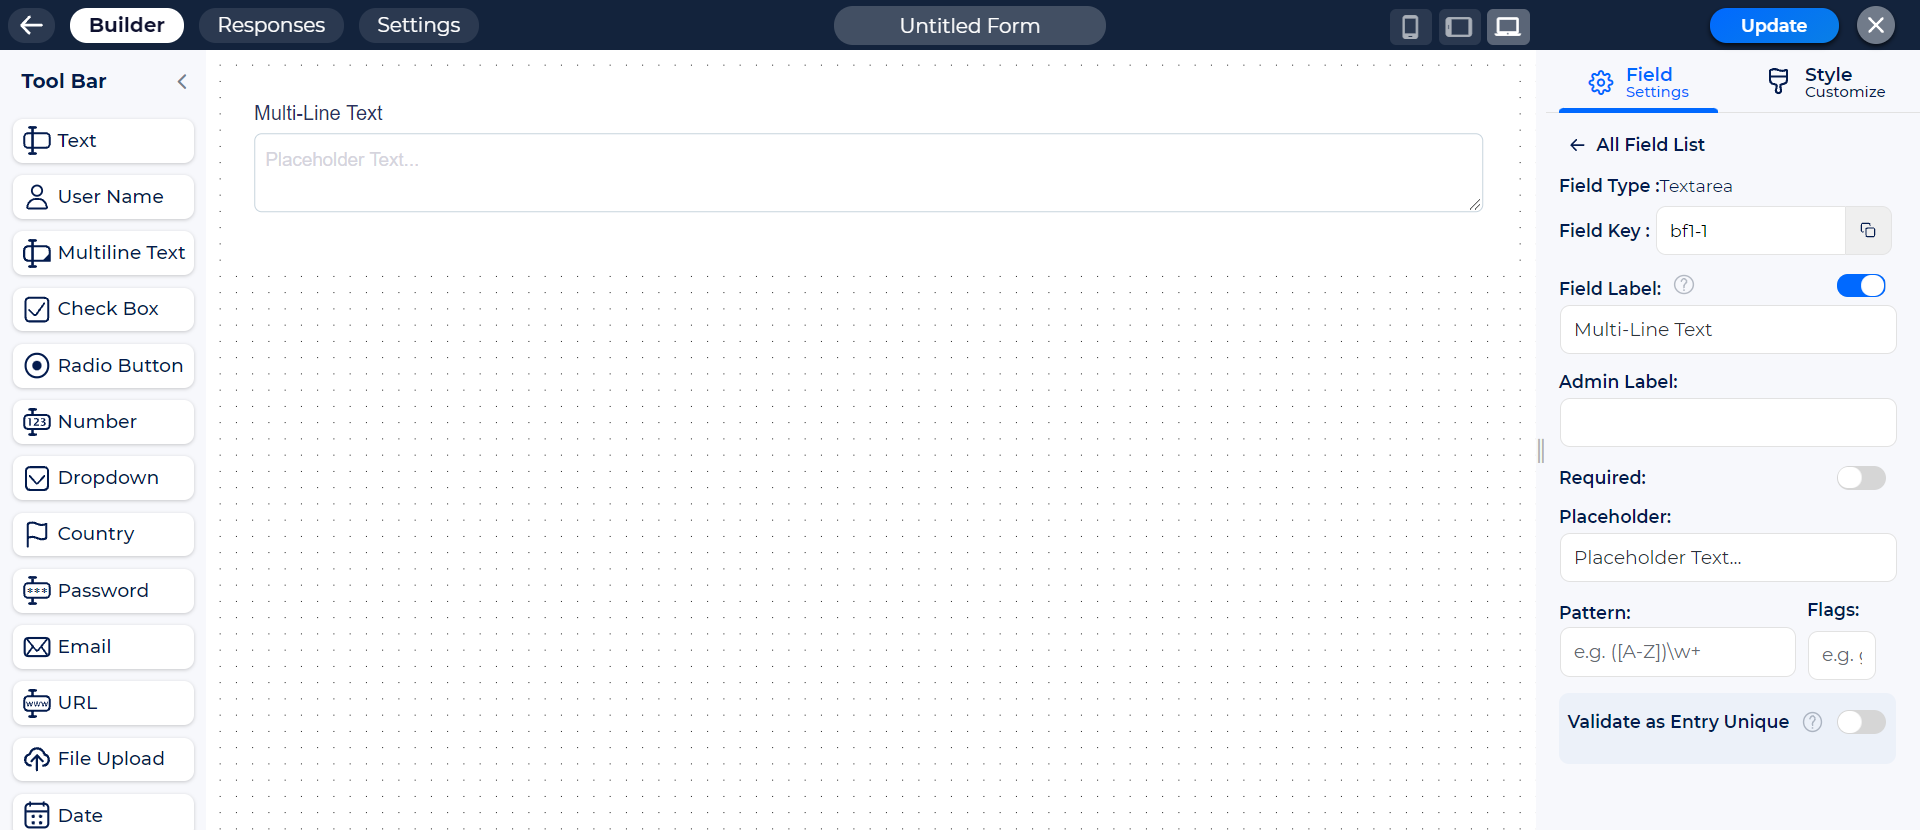 Builder
Responses
Settings
Untitled Form
Update
Tool Bar
Text
User Name
Multiline Text
Check Box
Radio Button
123
Number
Dropdown
Country
***
Password
Email
www
URL
File Upload
Date
Multi-Line Text
Placeholder Text...
Field
Settings
Style
Customize
All Field List
Field Type :Textarea
Field Key : bf1-1
Field Label: ?
Multi-Line Text
Admin Label:
Required:
Placeholder:
Placeholder Text...
Pattern: Flags:
e.g. ([A-Z])\w+ e.g.
Validate as Entry Unique ?